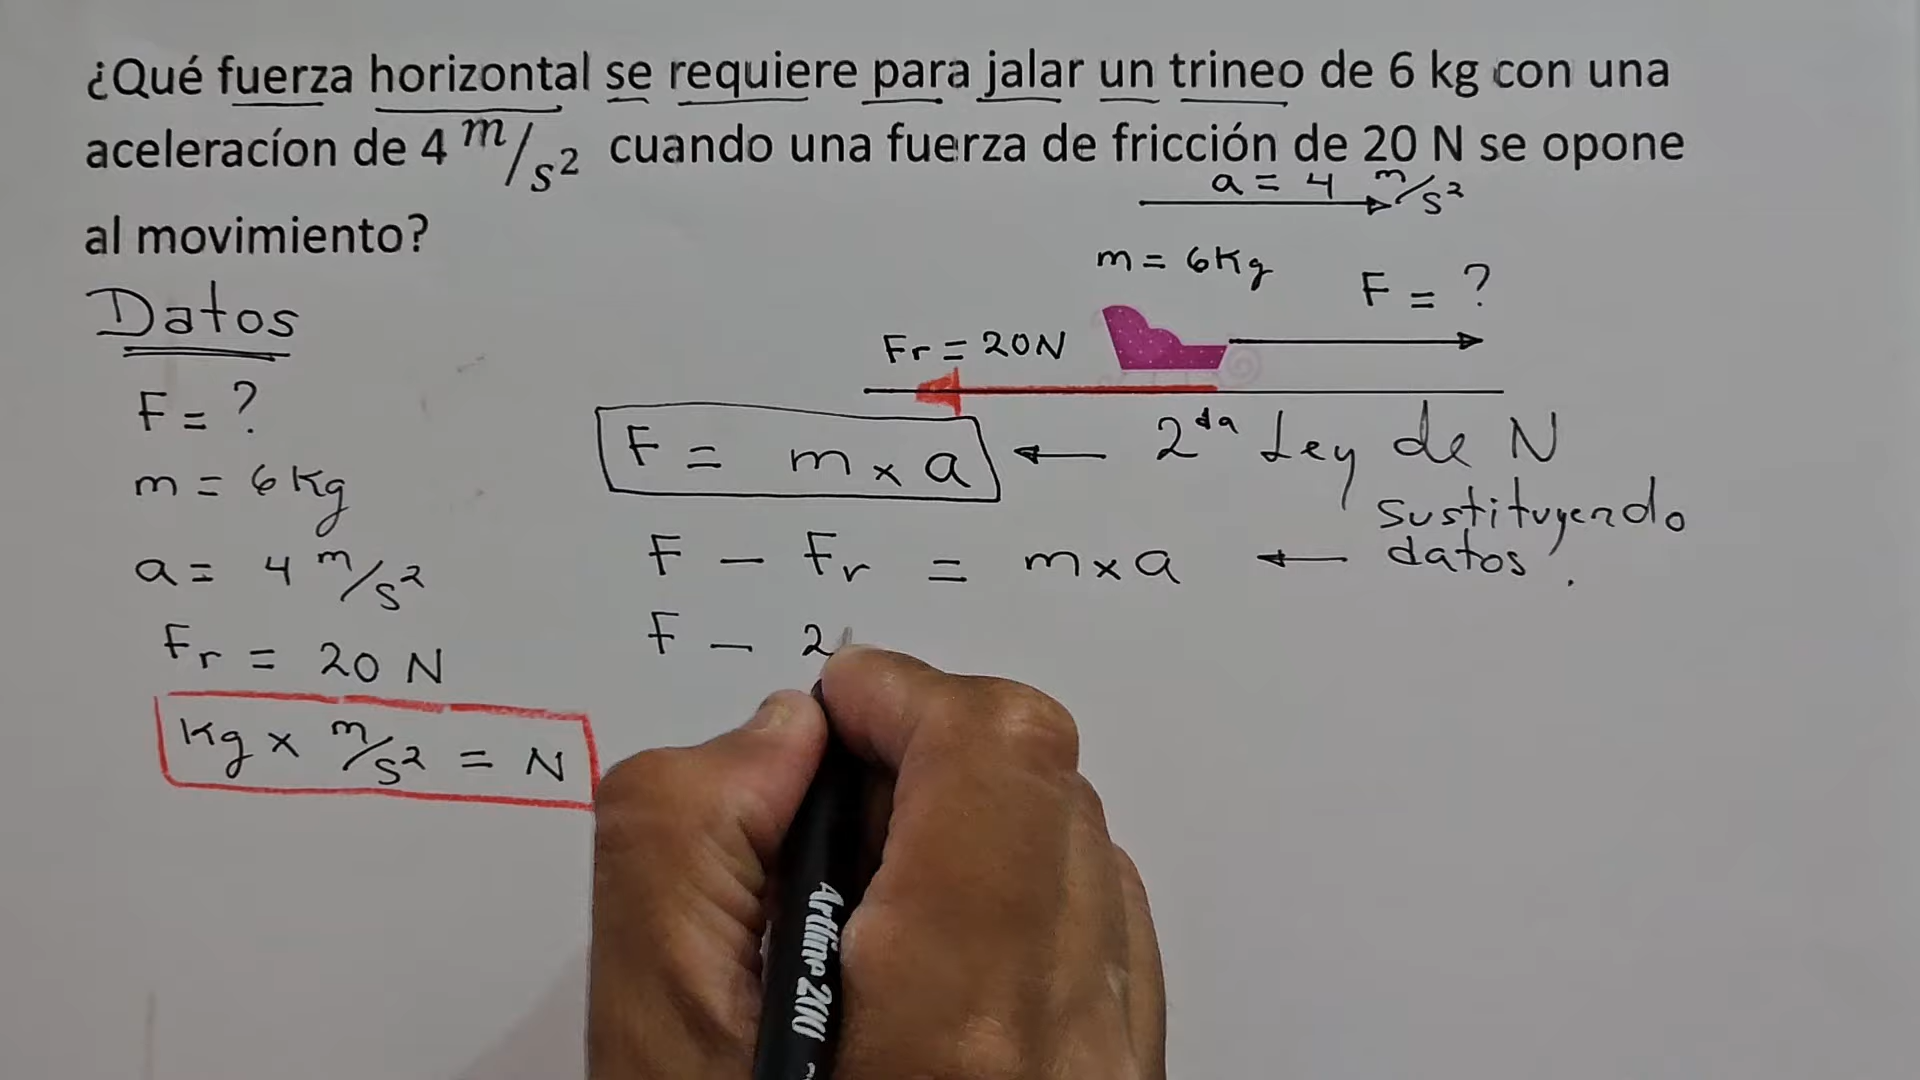 ¿Qué fuerza horizontal se requiere para jalar un trineo de 6 kg con una
aceleracíon de 4 m/s² cuando una fuerza de fricción de 20 N se opone
al movimiento?
a = 4 m/s²
m = 6Kg
F = ?
Fr = 20N
Datos
F = ?
m = 6 Kg
a = 4 m/s²
Fr = 20 N
Kg x m/s² = N
F = m x a ← 2da Ley de N
F - Fr = m x a ← sustituyendo
datos.
F - 2
Artline 200